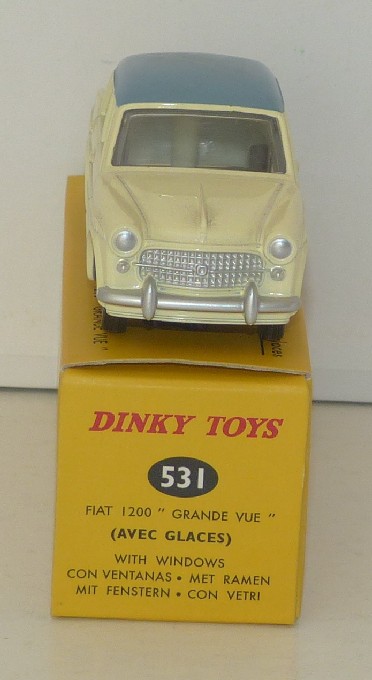 DINKY TOYS
531
FIAT 1200 " GRANDE VUE "
(AVEC GLACES)
WITH WINDOWS
CON VENTANAS • MET RAMEN
MIT FENSTERN • CON VETRI